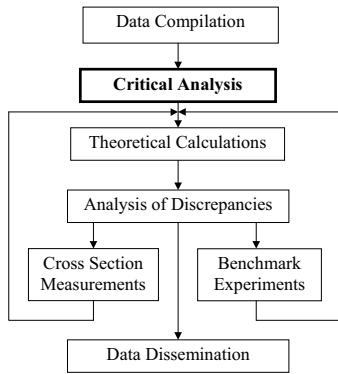 Data Compilation
Critical Analysis
Theoretical Calculations
Analysis of Discrepancies
Cross Section
Measurements
Benchmark
Experiments
Data Dissemination